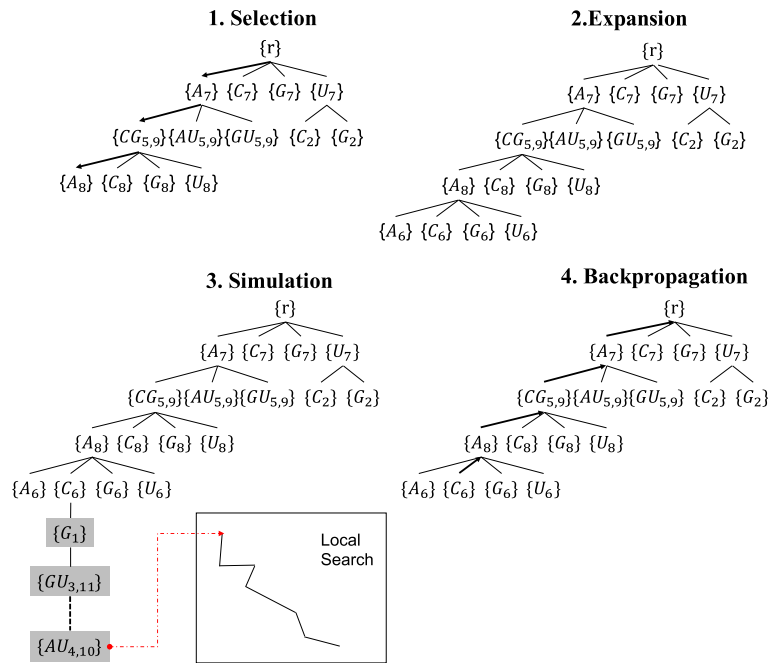 1. Selection
{r}
{A₇} {C₇} {G₇} {U₇}
{CG₅,₉}{AU₅,₉}{GU₅,₉} {C₂} {G₂}
{A₈} {C₈} {G₈} {U₈}
2.Expansion
{r}
{A₇} {C₇} {G₇} {U₇}
{CG₅,₉}{AU₅,₉}{GU₅,₉} {C₂} {G₂}
{A₈} {C₈} {G₈} {U₈}
{A₆} {C₆} {G₆} {U₆}
3. Simulation
{r}
{A₇} {C₇} {G₇} {U₇}
{CG₅,₉}{AU₅,₉}{GU₅,₉} {C₂} {G₂}
{A₈} {C₈} {G₈} {U₈}
{A₆} {C₆} {G₆} {U₆}
{G₁}
{GU₃,₁₁}
{AU₄,₁₀}
Local
Search
4. Backpropagation
{r}
{A₇} {C₇} {G₇} {U₇}
{CG₅,₉}{AU₅,₉}{GU₅,₉} {C₂} {G₂}
{A₈} {C₈} {G₈} {U₈}
{A₆} {C₆} {G₆} {U₆}